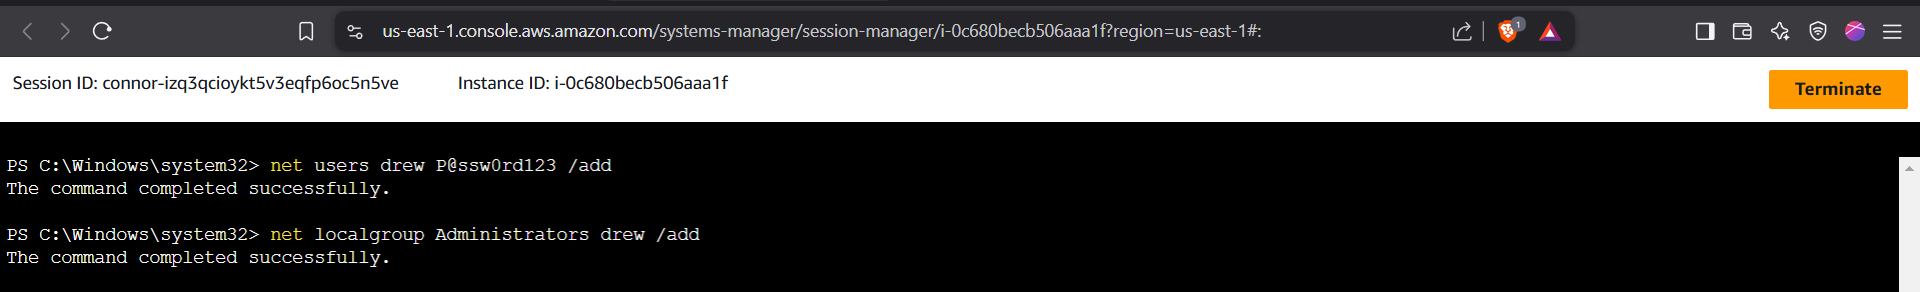 us-east-1.console.aws.amazon.com/systems-manager/session-manager/i-0c680becb506aaa1f?region=us-east-1#:
1
Session ID: connor-izq3qcioykt5v3eqfp6oc5n5ve Instance ID: i-0c680becb506aaa1f
Terminate
PS C:\Windows\system32> net users drew P@ssw0rd123 /add
The command completed successfully.
PS C:\Windows\system32> net localgroup Administrators drew /add
The command completed successfully.